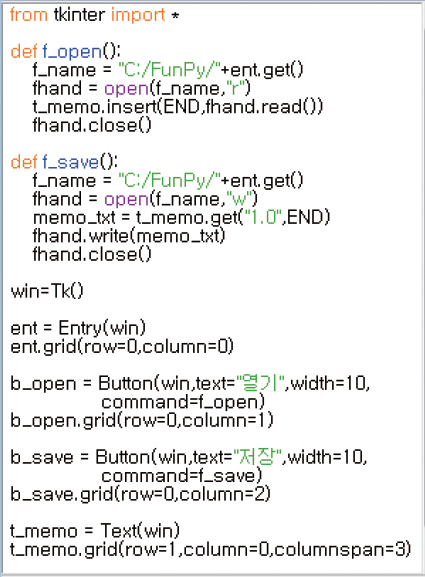 from tkinter import *

def f_open():
    f_name = "C:/FunPy/"+ent.get()
    fhand = open(f_name,"r")
    t_memo.insert(END,fhand.read())
    fhand.close()

def f_save():
    f_name = "C:/FunPy/"+ent.get()
    fhand = open(f_name,"w")
    memo_txt = t_memo.get("1.0",END)
    fhand.write(memo_txt)
    fhand.close()

win=Tk()

ent = Entry(win)
ent.grid(row=0,column=0)

b_open = Button(win,text="열기",width=10,
                command=f_open)
b_open.grid(row=0,column=1)

b_save = Button(win,text="저장",width=10,
                command=f_save)
b_save.grid(row=0,column=2)

t_memo = Text(win)
t_memo.grid(row=1,column=0,columnspan=3)